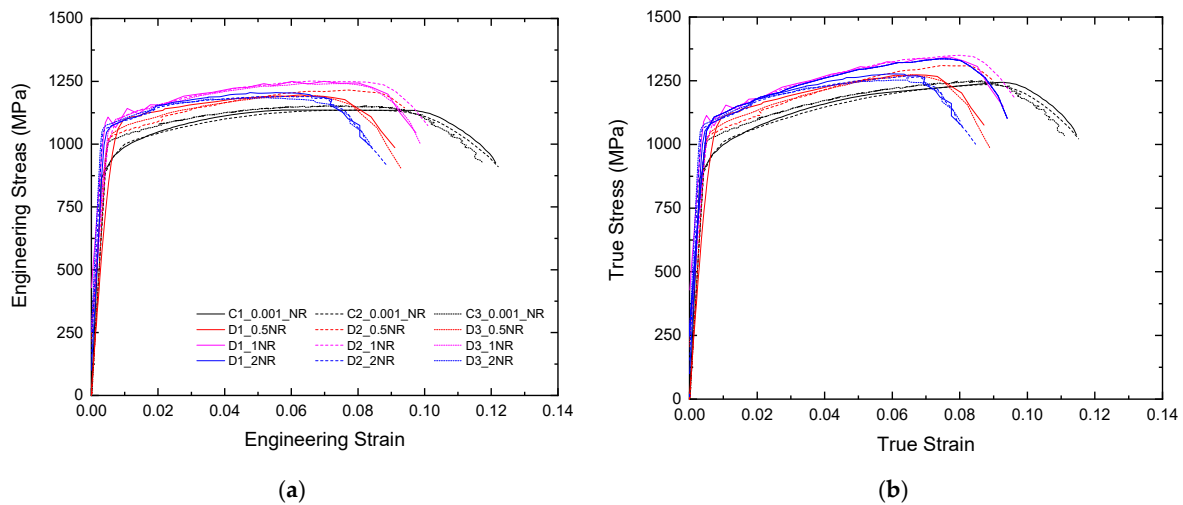 1500
1250
1000
750
500
250
0
Engineering Streas (MPa)
C1_0.001_NR C2_0.001_NR C3_0.001_NR
D1_0.5NR D2_0.5NR D3_0.5NR
D1_1NR D2_1NR D3_1NR
D1_2NR D2_2NR D3_2NR
0.00 0.02 0.04 0.06 0.08 0.10 0.12 0.14
Engineering Strain
(a)
1500
1250
1000
750
500
250
0
True Stress (MPa)
0.00 0.02 0.04 0.06 0.08 0.10 0.12 0.14
True Strain
(b)